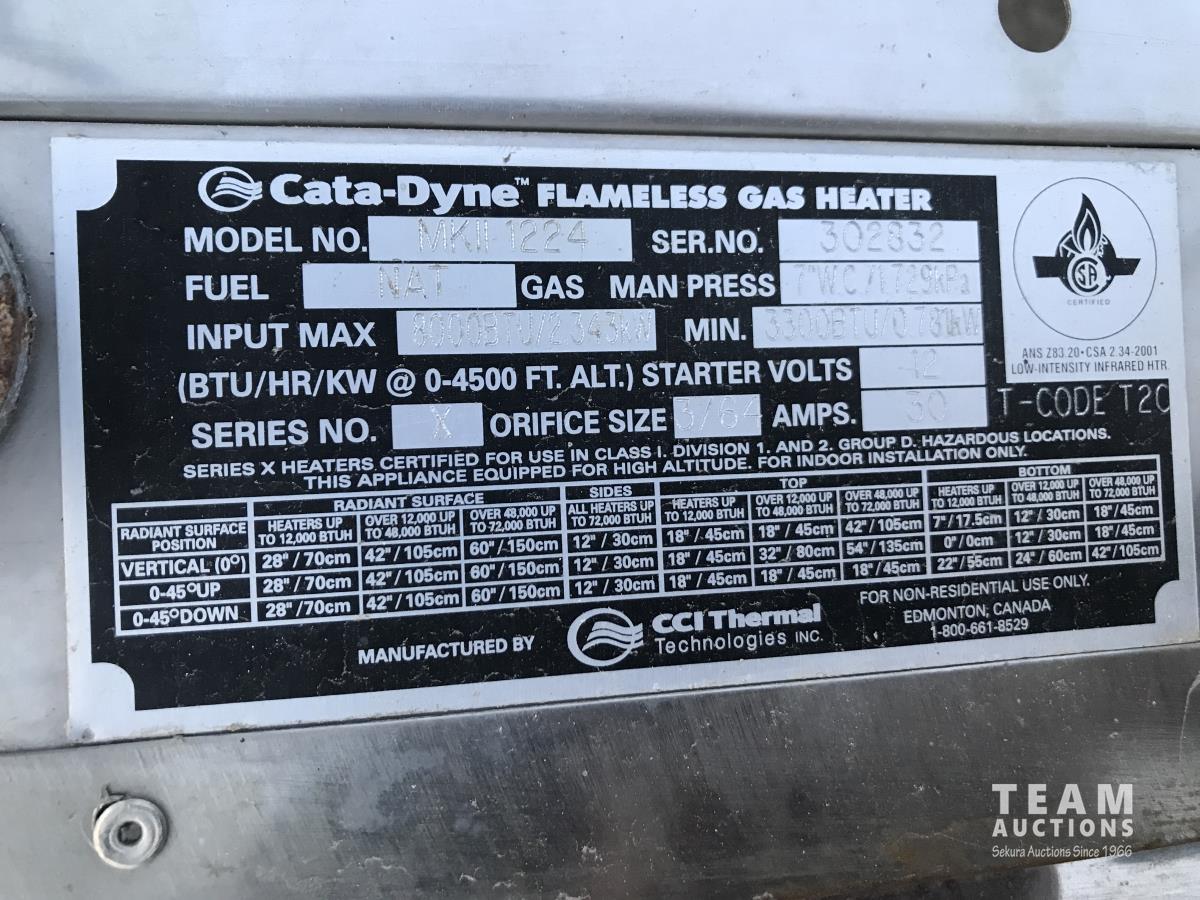 Cata-Dyne™ FLAMELESS GAS HEATER
MODEL NO. MKII 1224 SER.NO. 302832
FUEL NAT GAS MAN PRESS 7"W.C./1.729kPa
INPUT MAX 8000BTU/2.343KW MIN. 3300BTU/0.781kW
(BTU/HR/KW @ 0-4500 FT. ALT.) STARTER VOLTS 12
SERIES NO. X ORIFICE SIZE 3/64 AMPS. 30
SERIES X HEATERS CERTIFIED FOR USE IN CLASS I. DIVISION 1. AND 2. GROUP D. HAZARDOUS LOCATIONS.
THIS APPLIANCE EQUIPPED FOR HIGH ALTITUDE. FOR INDOOR INSTALLATION ONLY.
CSA
CERTIFIED
ANS Z83.20•CSA 2.34-2001
LOW-INTENSITY INFRARED HTR.
T-CODE T2C
RADIANT SURFACE SIDES TOP BOTTOM
RADIANT SURFACE POSITION HEATERS UP TO 12,000 BTUH OVER 12,000 UP TO 48,000 BTUH OVER 48,000 UP TO 72,000 BTUH ALL HEATERS UP TO 72,000 BTUH HEATERS UP TO 12,000 BTUH OVER 12,000 UP TO 48,000 BTUH OVER 48,000 UP TO 72,000 BTUH HEATERS UP TO 12,000 BTUH OVER 12,000 UP TO 48,000 BTUH OVER 48,000 UP TO 72,000 BTUH
VERTICAL (0°) 28"/70cm 42"/105cm 60"/150cm 12"/30cm 18"/45cm 18"/45cm 42"/105cm 7"/17.5cm 12"/30cm 18"/45cm
0-45°UP 28"/70cm 42"/105cm 60"/150cm 12"/30cm 18"/45cm 32"/80cm 54"/135cm 0"/0cm 12"/30cm 18"/45cm
0-45°DOWN 28"/70cm 42"/105cm 60"/150cm 12"/30cm 18"/45cm 18"/45cm 18"/45cm 22"/55cm 24"/60cm 42"/105cm
MANUFACTURED BY CCI Thermal
Technologies INC.
FOR NON-RESIDENTIAL USE ONLY.
EDMONTON, CANADA
1-800-661-8529
TEAM
AUCTIONS
Sekura Auctions Since 1966